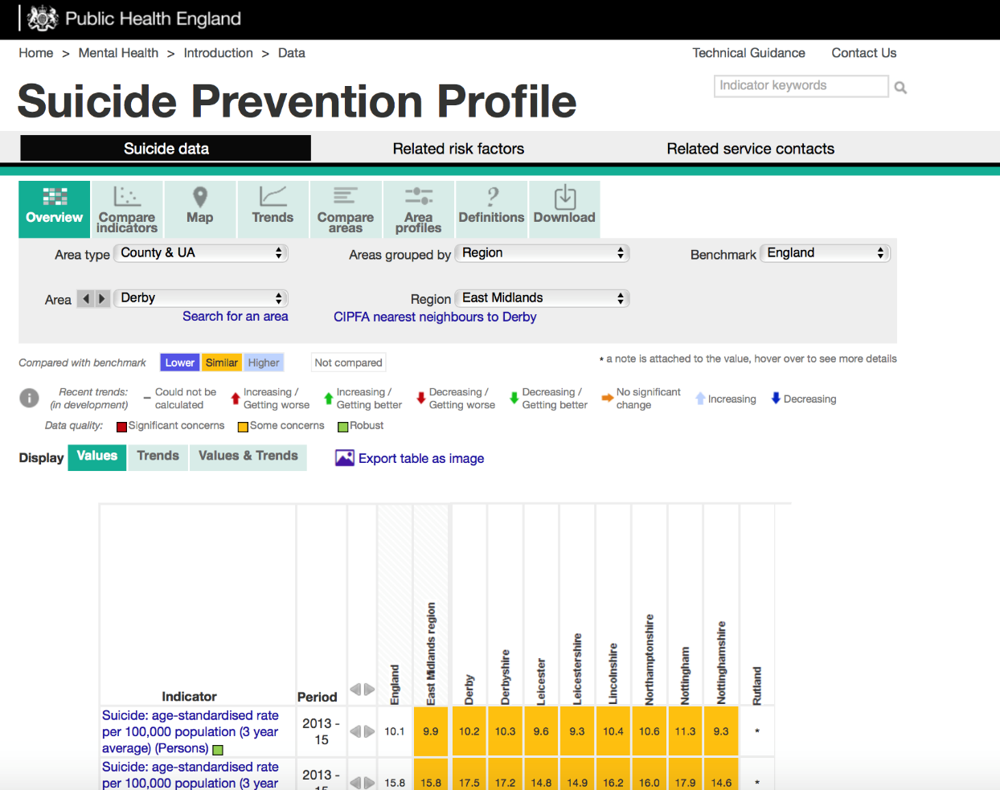 Public Health England
Home > Mental Health > Introduction > Data
Technical Guidance Contact Us
Indicator keywords
Suicide Prevention Profile
Suicide data Related risk factors Related service contacts
Overview Compare indicators Map Trends Compare areas Area profiles ? Definitions Download
Area type County & UA Areas grouped by Region Benchmark England
Area Derby Region East Midlands
Search for an area CIPFA nearest neighbours to Derby
Compared with benchmark Lower Similar Higher Not compared * a note is attached to the value, hover over to see more details
i Recent trends: (in development) – Could not be calculated Increasing / Getting worse Increasing / Getting better Decreasing / Getting worse Decreasing / Getting better No significant change Increasing Decreasing
Data quality: Significant concerns Some concerns Robust
Display Values Trends Values & Trends Export table as image
Indicator Period England East Midlands region Derby Derbyshire Leicester Leicestershire Lincolnshire Northamptonshire Nottingham Nottinghamshire Rutland
Suicide: age-standardised rate
per 100,000 population (3 year
average) (Persons)
2013 -
15
10.1 9.9 10.2 10.3 9.6 9.3 10.4 10.6 11.3 9.3 *
Suicide: age-standardised rate
per 100,000 population (3 year
2013 -
15
15.8 15.8 17.5 17.2 14.8 14.9 16.2 16.0 17.9 14.6 *